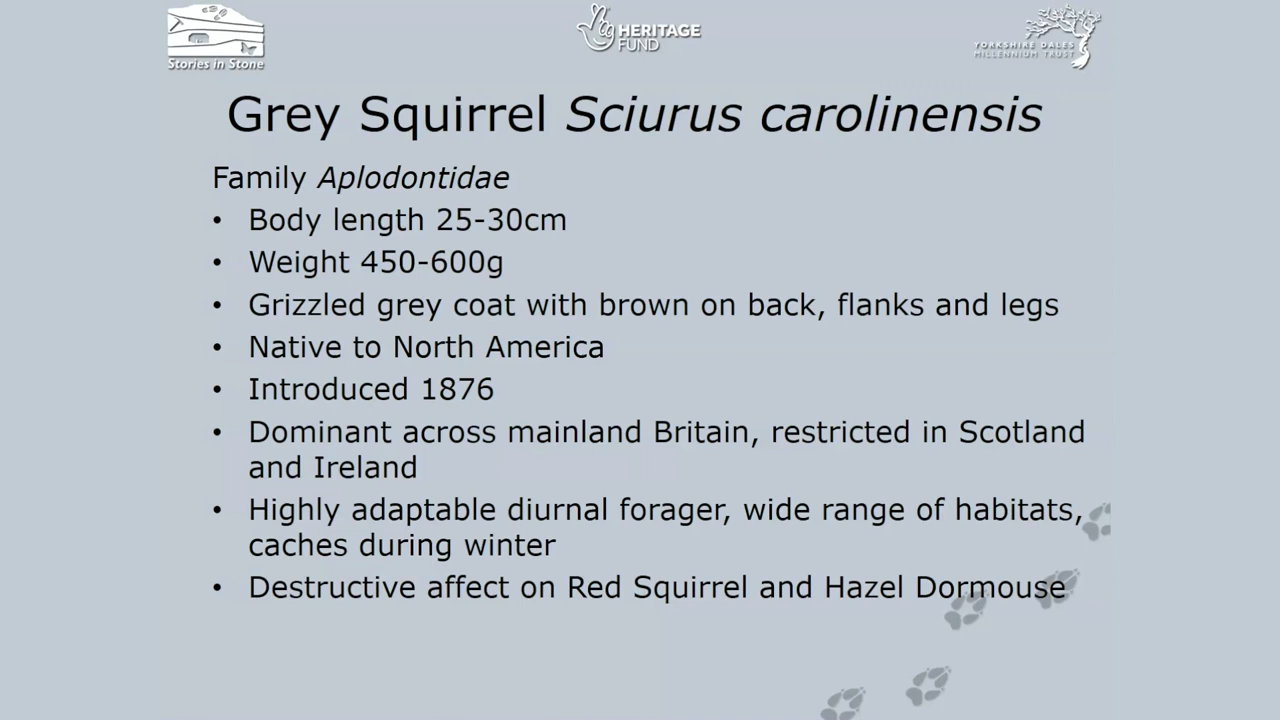 Stories in Stone
HERITAGE
FUND
YORKSHIRE DALES
MILLENNIUM TRUST
Grey Squirrel Sciurus carolinensis
Family Aplodontidae
• Body length 25-30cm
• Weight 450-600g
• Grizzled grey coat with brown on back, flanks and legs
• Native to North America
• Introduced 1876
• Dominant across mainland Britain, restricted in Scotland
and Ireland
• Highly adaptable diurnal forager, wide range of habitats,
caches during winter
• Destructive affect on Red Squirrel and Hazel Dormouse